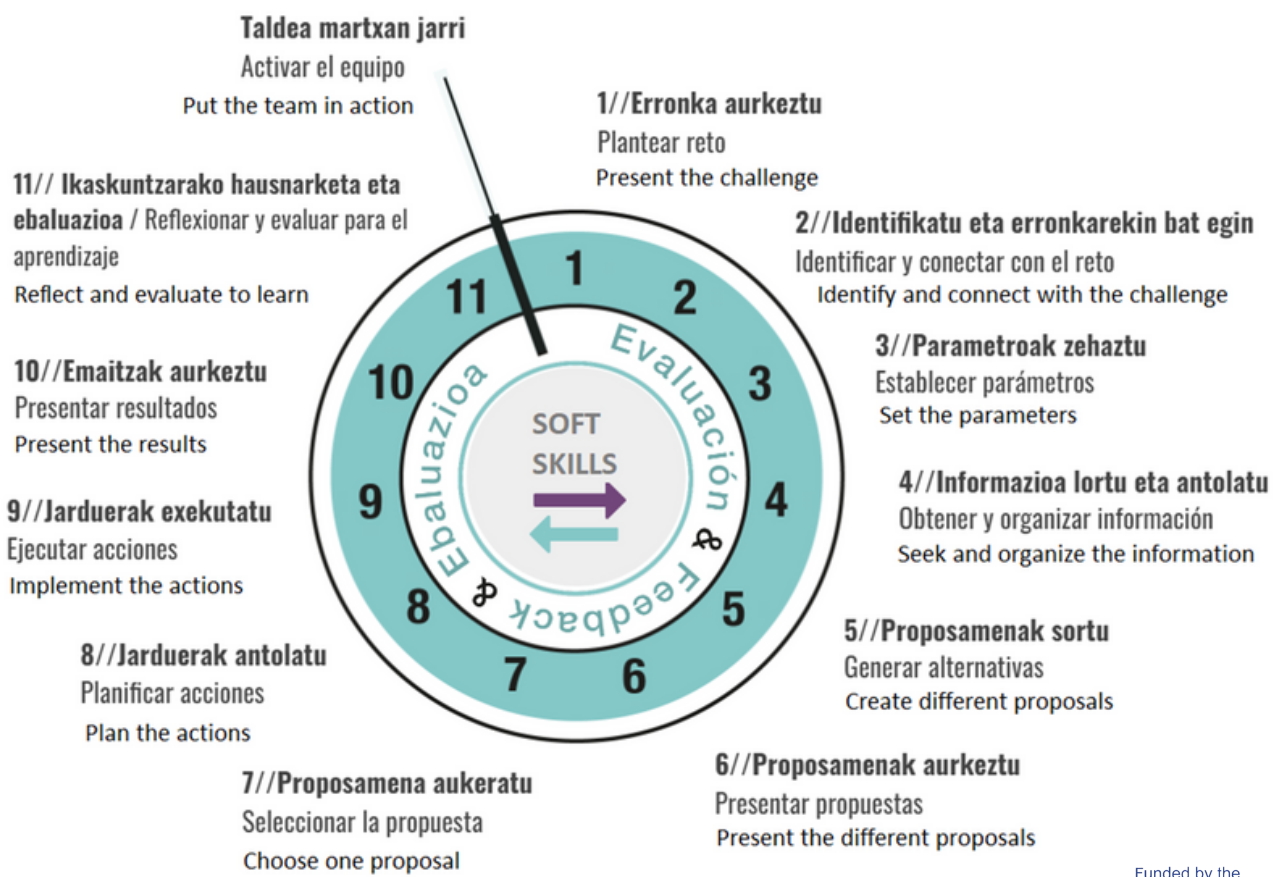 Taldea martxan jarri
Activar el equipo
Put the team in action
1//Erronka aurkeztu
Plantear reto
Present the challenge
2//Identifikatu eta erronkarekin bat egin
Identificar y conectar con el reto
Identify and connect with the challenge
3//Parametroak zehaztu
Establecer parámetros
Set the parameters
4//Informazioa lortu eta antolatu
Obtener y organizar información
Seek and organize the information
5//Proposamenak sortu
Generar alternativas
Create different proposals
6//Proposamenak aurkeztu
Presentar propuestas
Present the different proposals
7//Proposamena aukeratu
Seleccionar la propuesta
Choose one proposal
8//Jarduerak antolatu
Planificar acciones
Plan the actions
9//Jarduerak exekutatu
Ejecutar acciones
Implement the actions
10//Emaitzak aurkeztu
Presentar resultados
Present the results
11// Ikaskuntzarako hausnarketa eta
ebaluazioa / Reflexionar y evaluar para el
aprendizaje
Reflect and evaluate to learn
1
2
3
4
5
6
7
8
9
10
11
Evaluación & Feedback & Ebaluazioa
SOFT
SKILLS
Funded by the